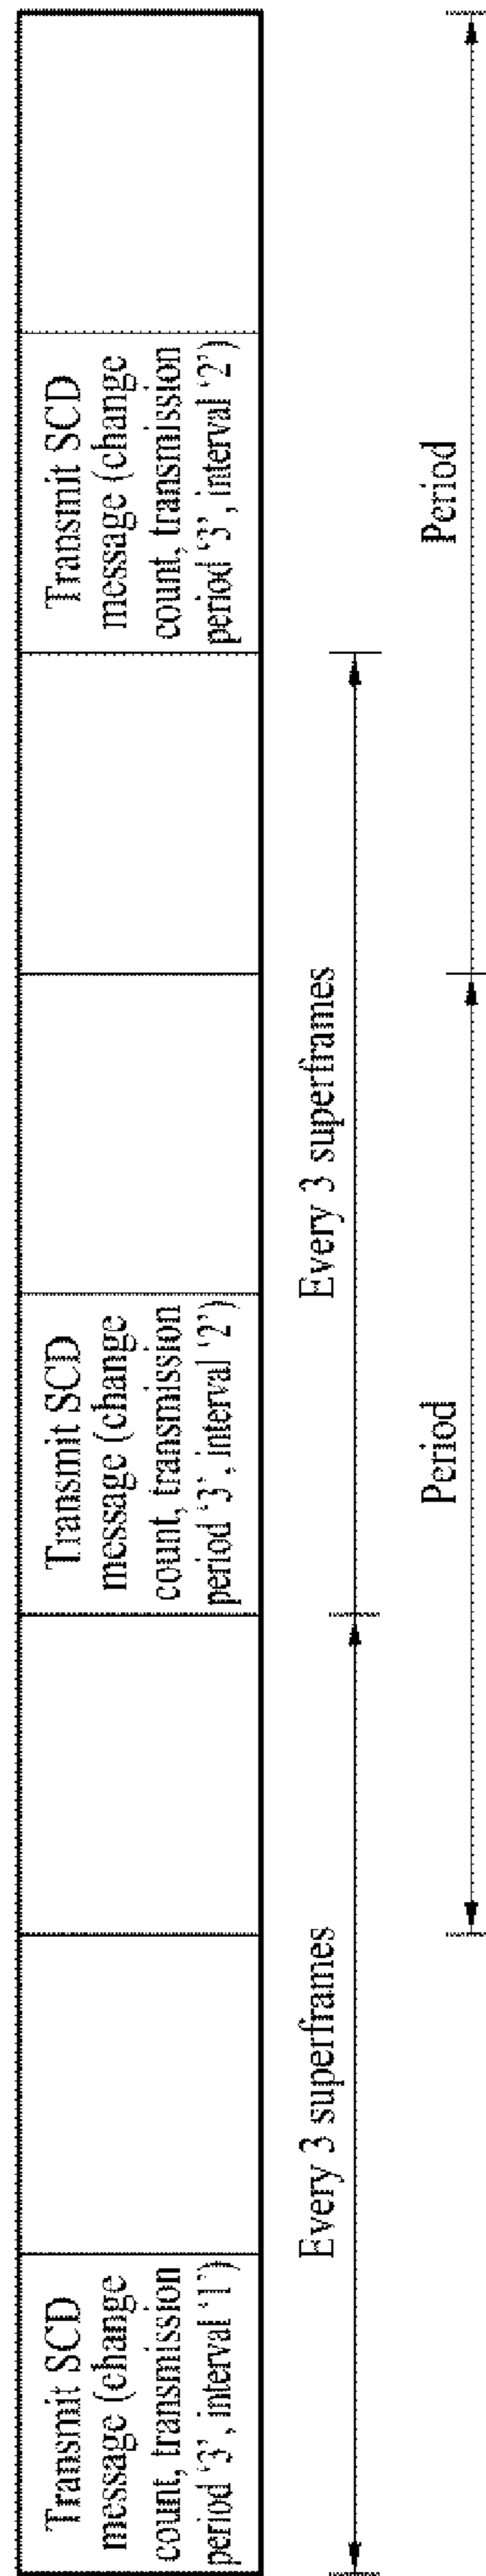 Transmit SCD
message (change
count, transmission
period ‘3’, interval ‘1’)
Transmit SCD
message (change
count, transmission
period ‘3’, interval ‘2’)
Transmit SCD
message (change
count, transmission
period ‘3’, interval ‘2’)
Every 3 superframes
Every 3 superframes
Period
Period